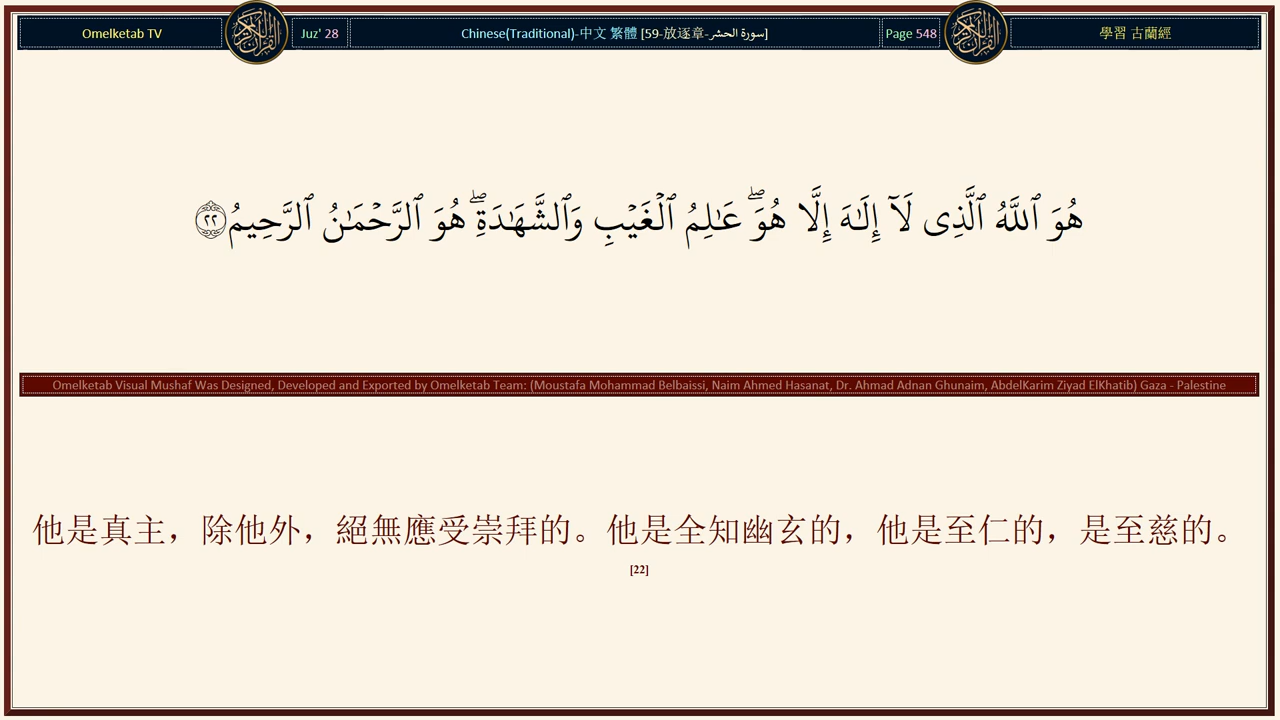 Omelketab TV
Juz' 28
Chinese(Traditional)-中文 繁體 [59-放逐章-سورة الحشر]
Page 548
學習 古蘭經
هُوَ ٱللَّهُ ٱلَّذِى لَآ إِلَـٰهَ إِلَّا هُوَ ۖ عَـٰلِمُ ٱلْغَيْبِ وَٱلشَّهَـٰدَةِ ۖ هُوَ ٱلرَّحْمَـٰنُ ٱلرَّحِيمُ ٢٢
Omelketab Visual Mushaf Was Designed, Developed and Exported by Omelketab Team: (Moustafa Mohammad Belbaissi, Naim Ahmed Hasanat, Dr. Ahmad Adnan Ghunaim, AbdelKarim Ziyad ElKhatib) Gaza - Palestine
他是真主，除他外，絕無應受崇拜的。他是全知幽玄的，他是至仁的，是至慈的。
[22]